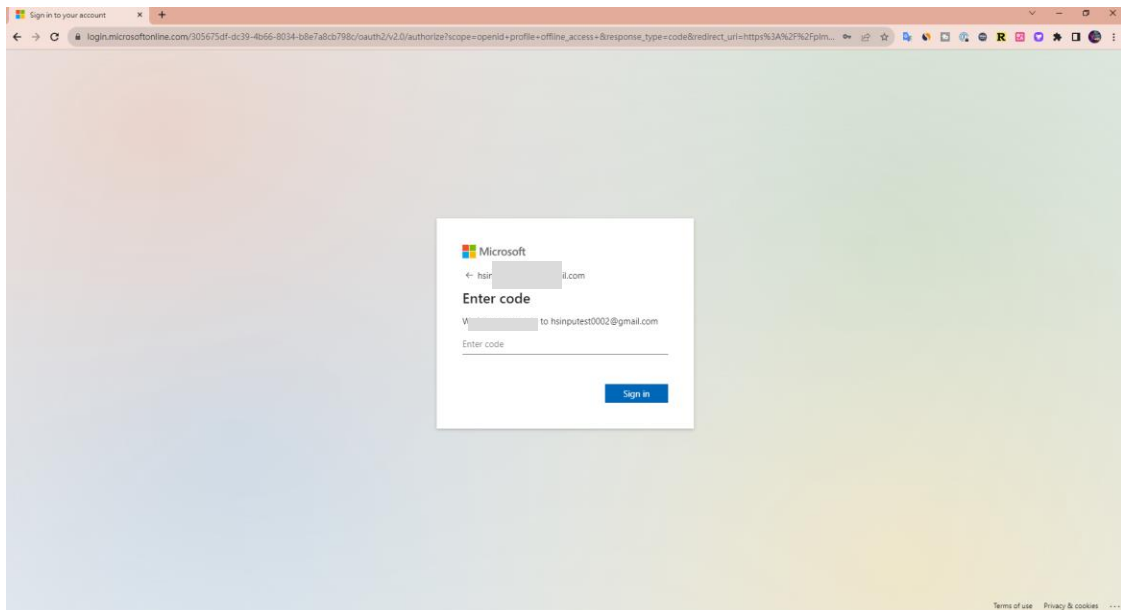 Sign in to your account
login.microsoftonline.com/305675df-dc39-4b66-8034-b8e7a8cb798c/oauth2/v2.0/authorize?scope=openid+profile+offline_access+&response_type=code&redirect_uri=https%3A%2F%2Fpim...
Microsoft
hsin il.com
Enter code
W to hsinputest0002@gmail.com
Enter code
Sign in
Terms of use Privacy & cookies ...